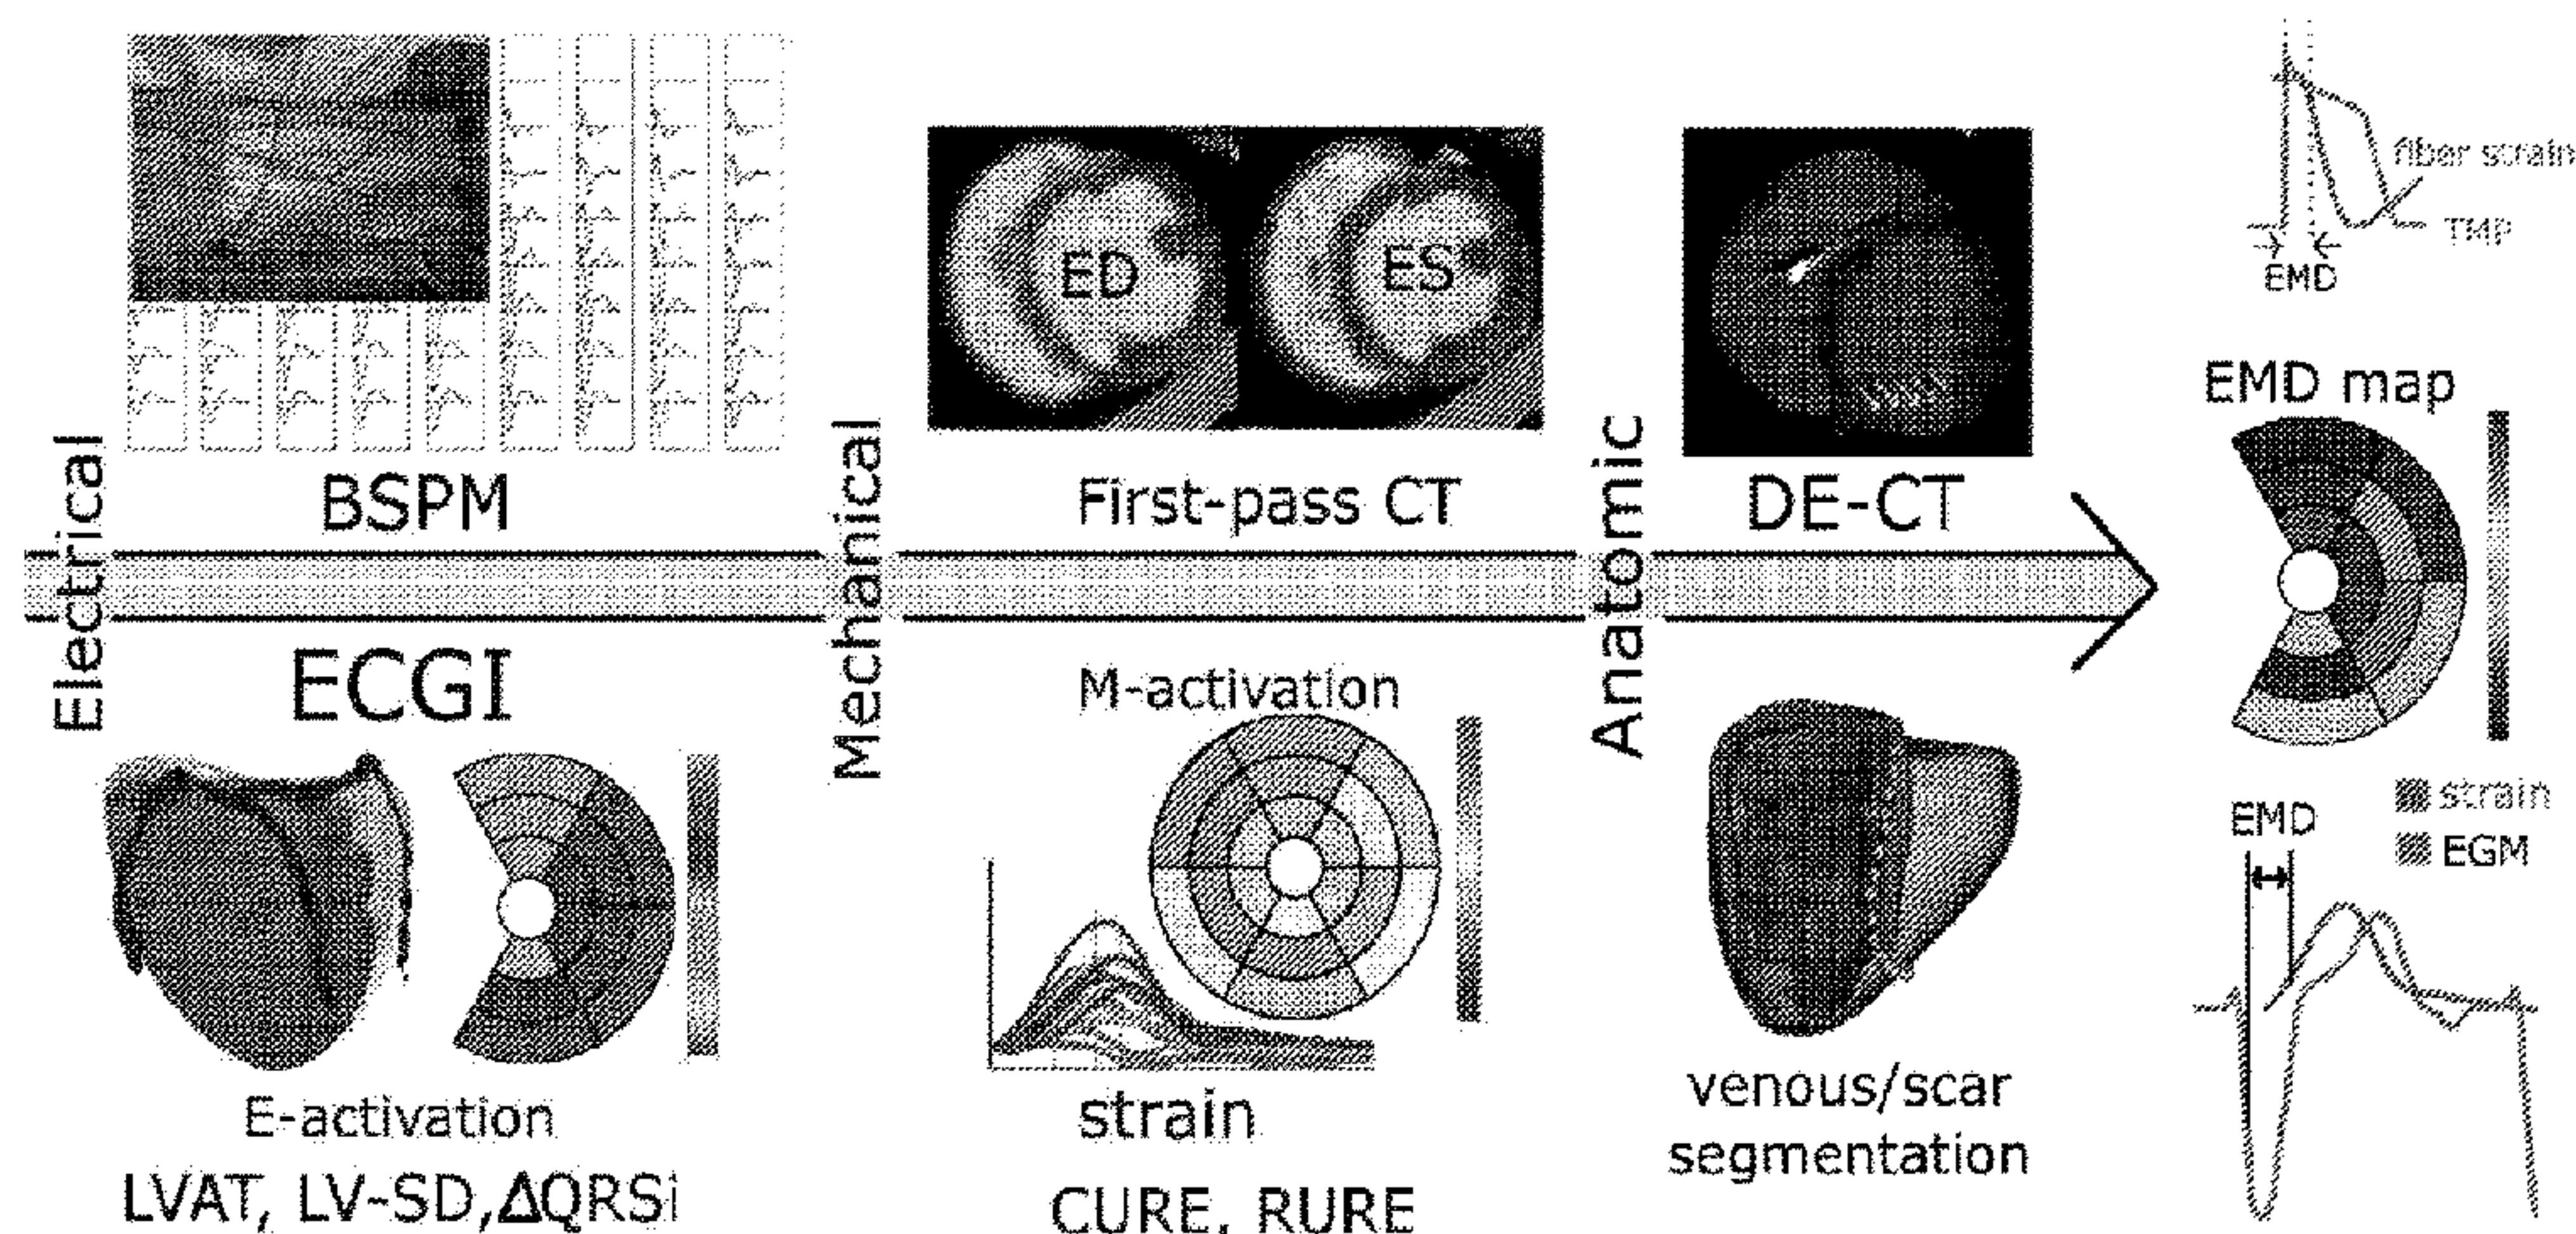 Electrical
BSPM
ECGI
E-activation
LVAT, LV-SD,ΔQRSi
Mechanical
ED
ES
First-pass CT
M-activation
strain
CURE, RURE
Anatomic
DE-CT
venous/scar
segmentation
fiber strain
TMP
EMD
EMD map
strain
EGM
EMD